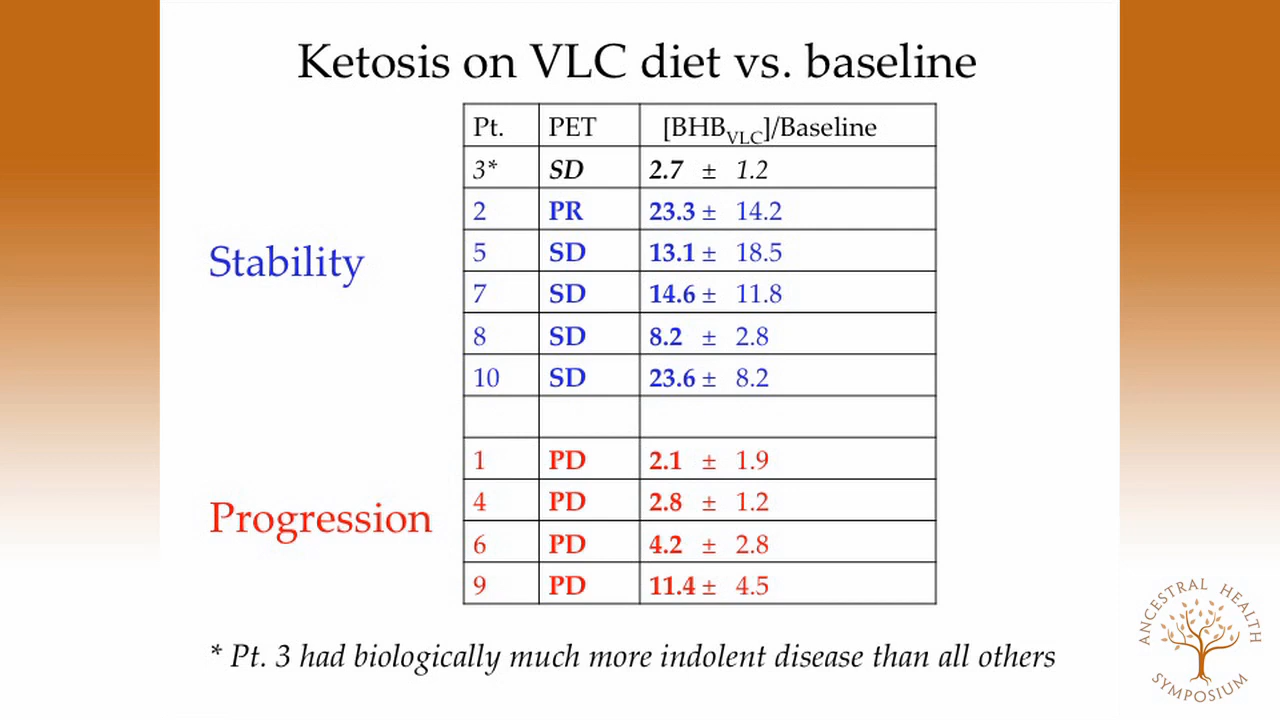 Ketosis on VLC diet vs. baseline
Pt. PET [BHBVLC]/Baseline
3* SD 2.7 ± 1.2
2 PR 23.3 ± 14.2
Stability
5 SD 13.1 ± 18.5
7 SD 14.6 ± 11.8
8 SD 8.2 ± 2.8
10 SD 23.6 ± 8.2
1 PD 2.1 ± 1.9
4 PD 2.8 ± 1.2
Progression
6 PD 4.2 ± 2.8
9 PD 11.4 ± 4.5
* Pt. 3 had biologically much more indolent disease than all others
ANCESTRAL HEALTH
SYMPOSIUM